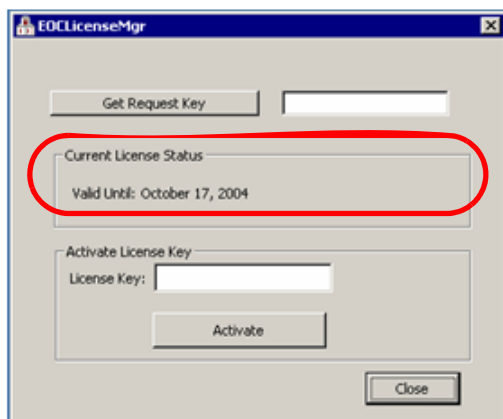 EOCLicenseMgr
Get Request Key
Current License Status
Valid Until: October 17, 2004
Activate License Key
License Key:
Activate
Close